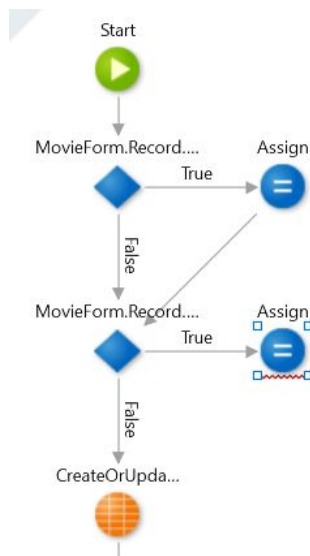 Start
MovieForm.Record....
Assign
True
False
MovieForm.Record....
Assign
True
False
CreateOrUpda...